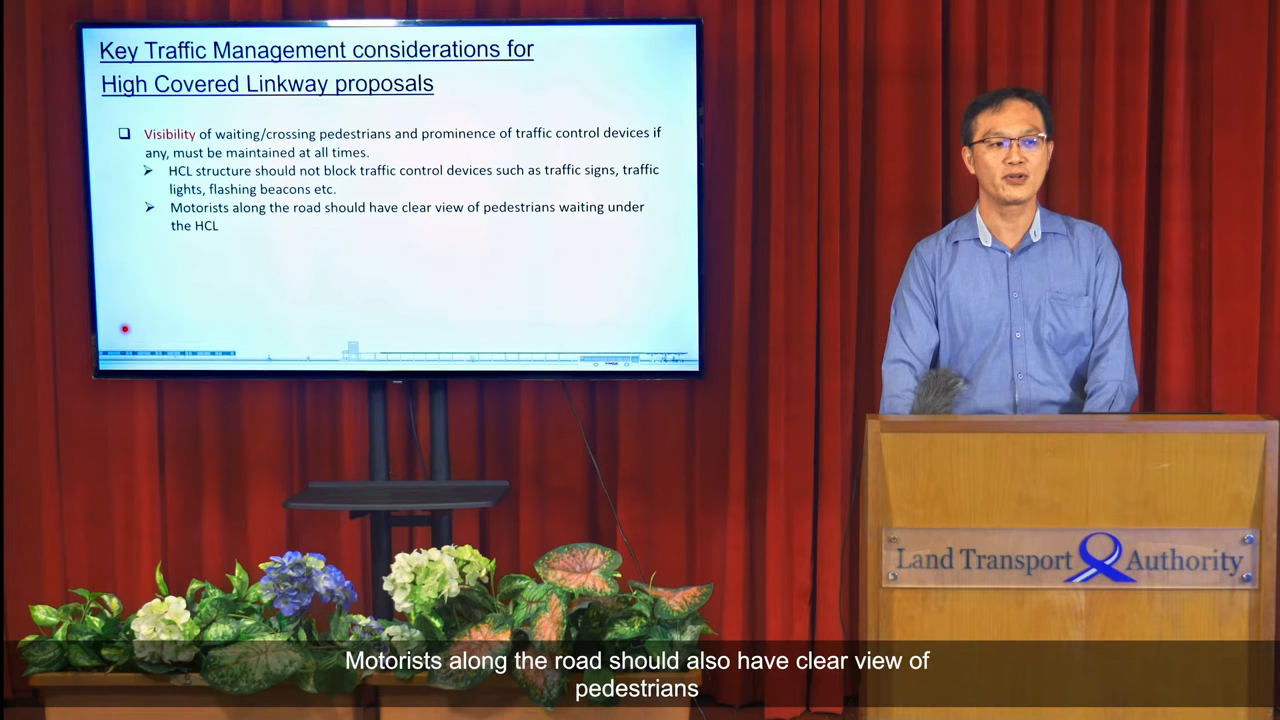 Key Traffic Management considerations for
High Covered Linkway proposals
Visibility of waiting/crossing pedestrians and prominence of traffic control devices if
any, must be maintained at all times.
HCL structure should not block traffic control devices such as traffic signs, traffic
lights, flashing beacons etc.
Motorists along the road should have clear view of pedestrians waiting under
the HCL
Land Transport Authority
Motorists along the road should also have clear view of
pedestrians